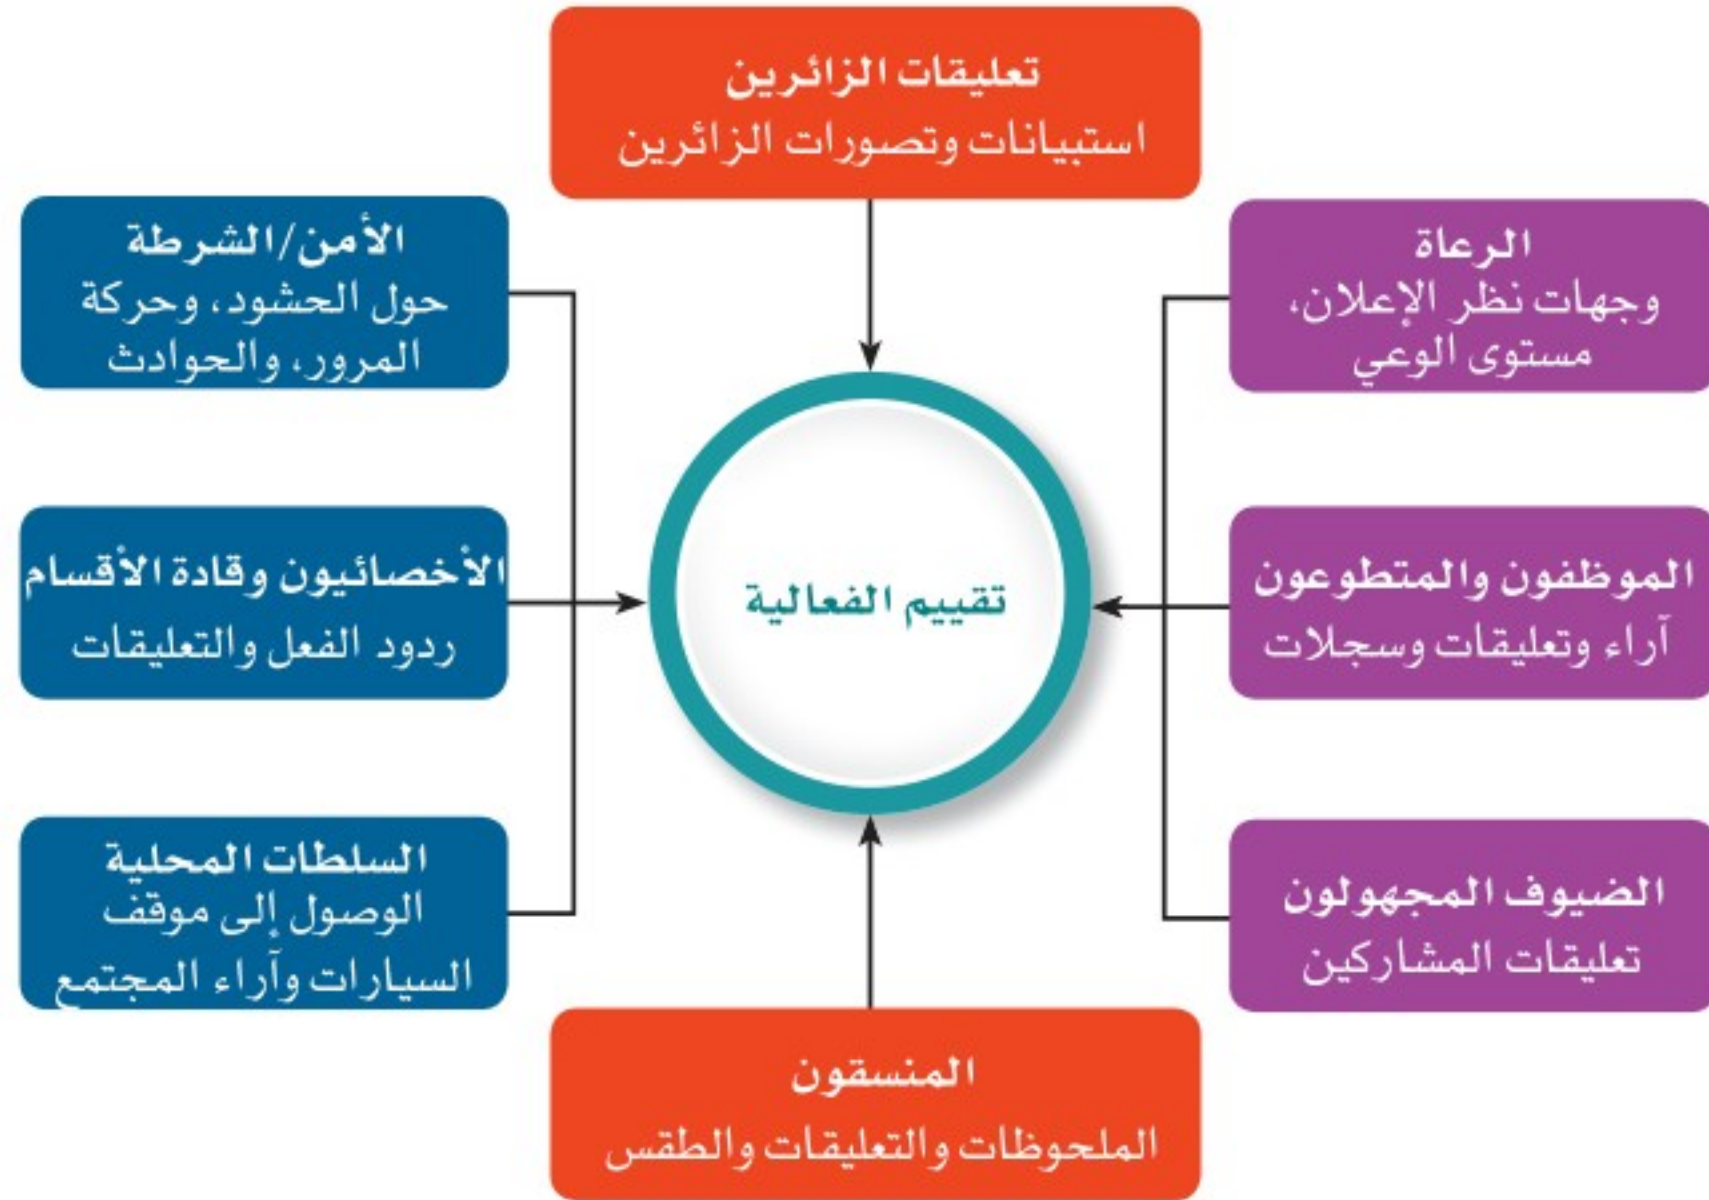 تعليقات الزائرين
استبيانات وتصورات الزائرين
الرعاة
وجهات نظر الإعلان،
مستوى الوعي
الأمن/الشرطة
حول الحشود، وحركة
المرور، والحوادث
الموظفون والمتطوعون
آراء وتعليقات وسجلات
تقييم الفعالية
الأخصائيون وقادة الأقسام
ردود الفعل والتعليقات
الضيوف المجهولون
تعليقات المشاركين
السلطات المحلية
الوصول إلى موقف
السيارات وآراء المجتمع
المنسقون
الملحوظات والتعليقات والطقس